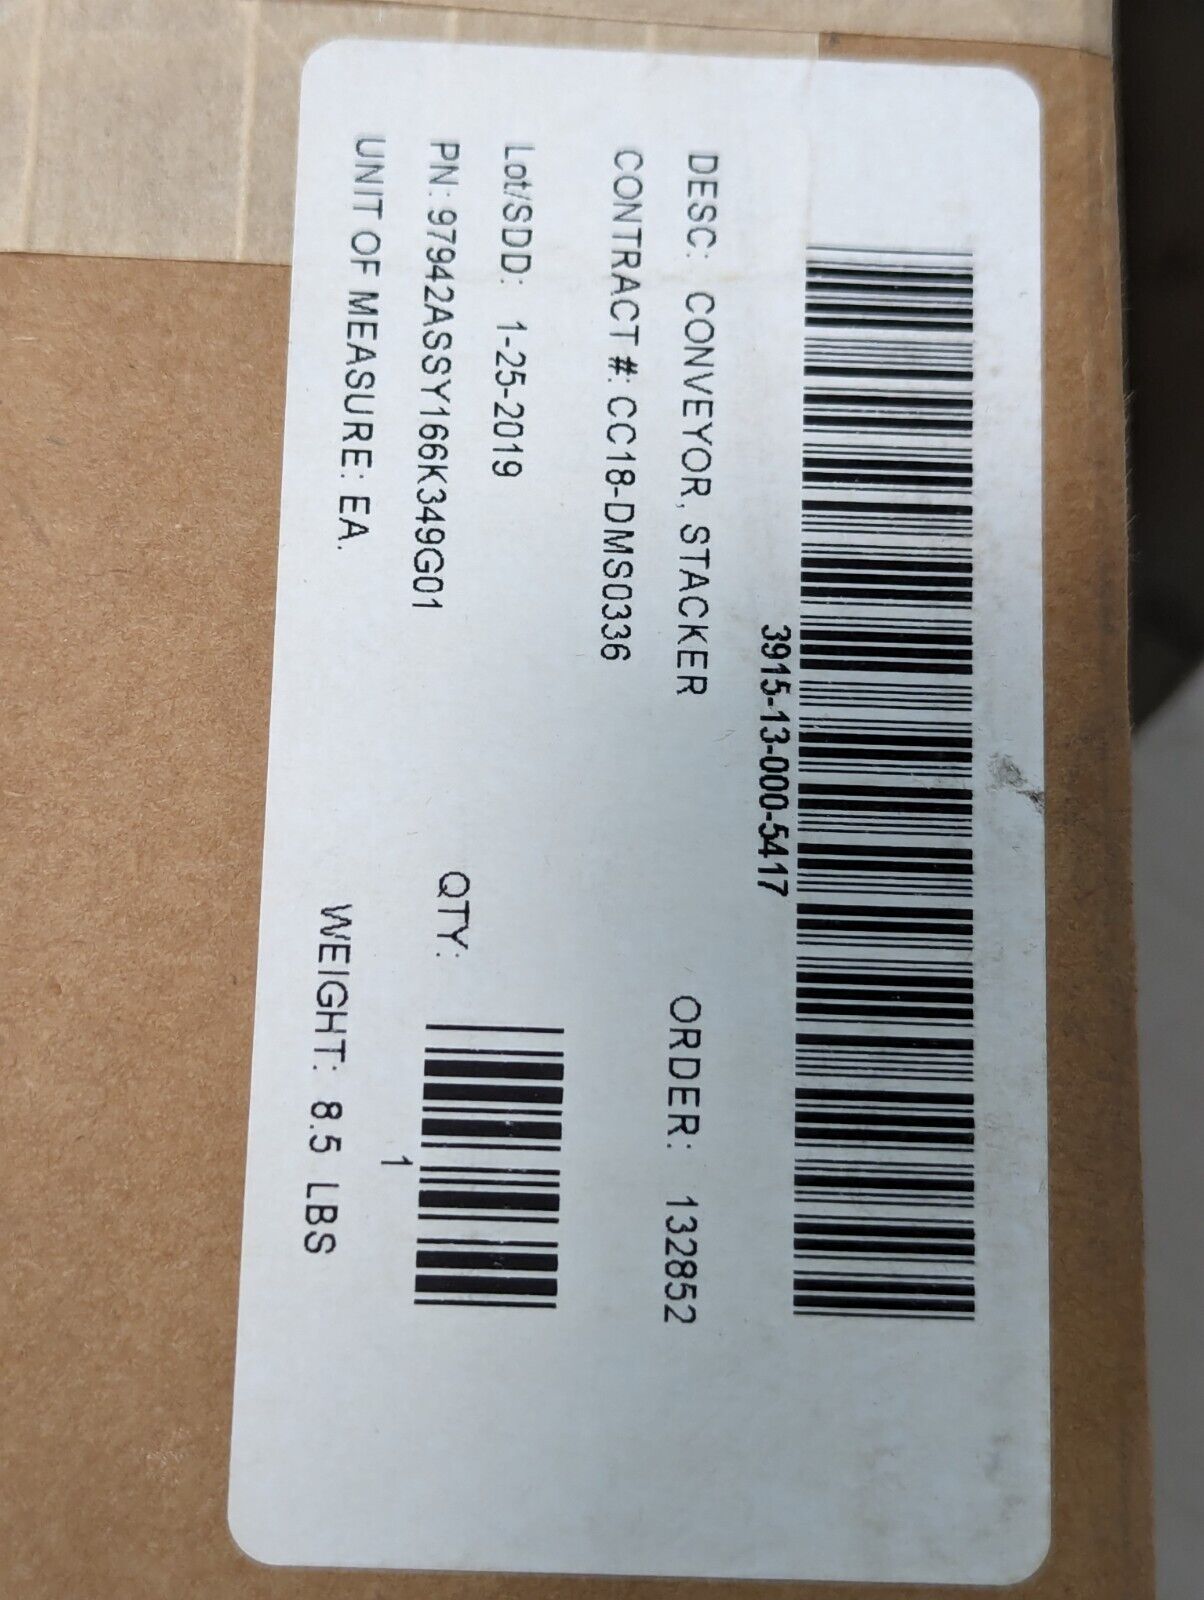 3915-13-000-5417
DESC: CONVEYOR, STACKER
ORDER: 132852
CONTRACT #: CC18-DMS0336
Lot/SDD: 1-25-2019
PN: 97942ASSY166K349G01
QTY:
1
UNIT OF MEASURE: EA.
WEIGHT: 8.5 LBS